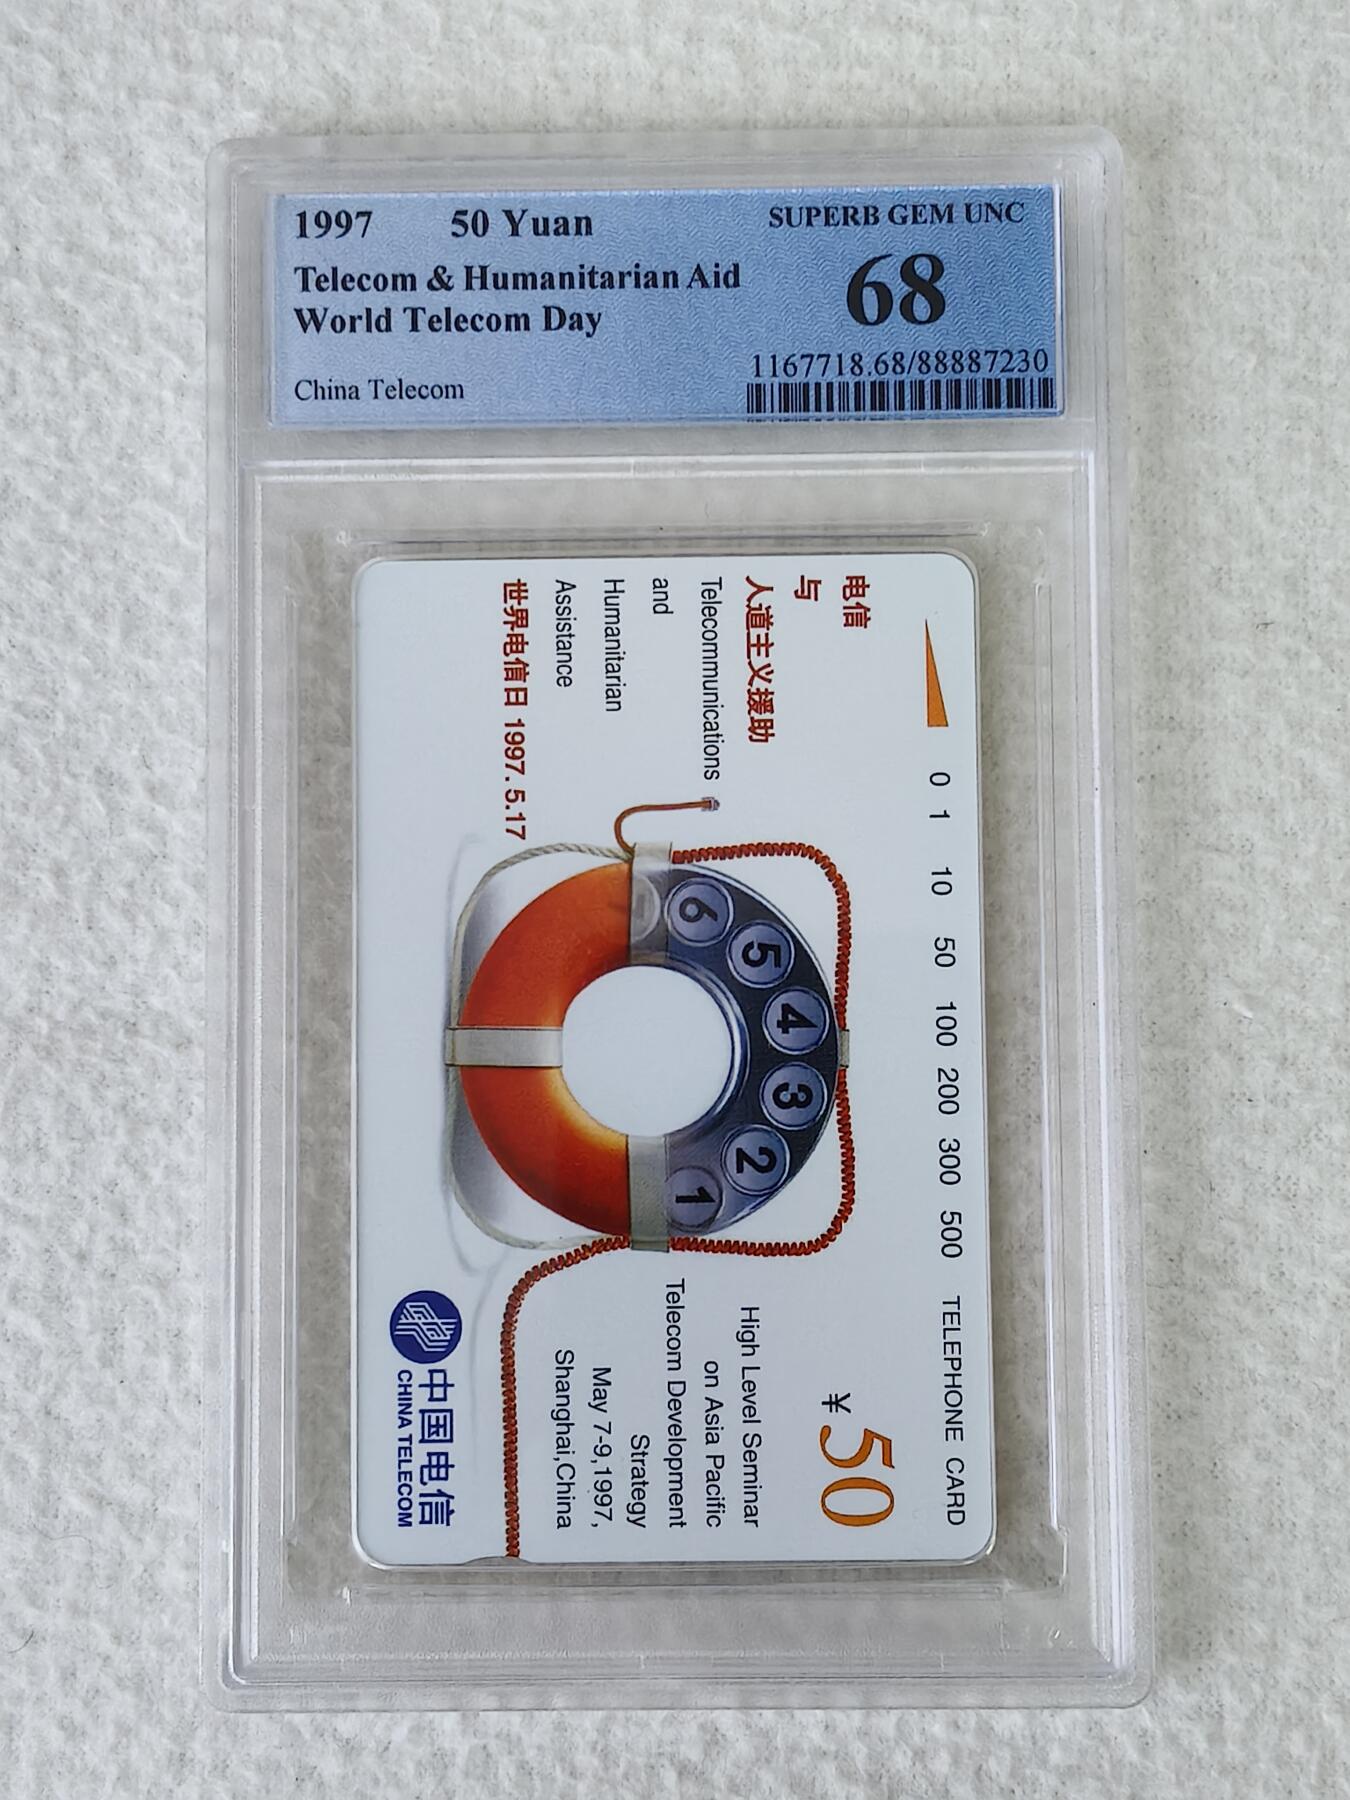 1997 50 Yuan
SUPERB GEM UNC
Telecom & Humanitarian Aid
68
World Telecom Day
1167718.68/88887230
China Telecom
0 1 10 50 100 200 300 500 TELEPHONE CARD
电信
与
人道主义援助
Telecommunications
and
Humanitarian
Assistance
世界电信日 1997. 5.17
6
5
4
3
2
1
¥50
High Level Seminar
on Asia Pacific
Telecom Development
Strategy
May 7-9,1997,
Shanghai,China
中国电信
CHINA TELECOM